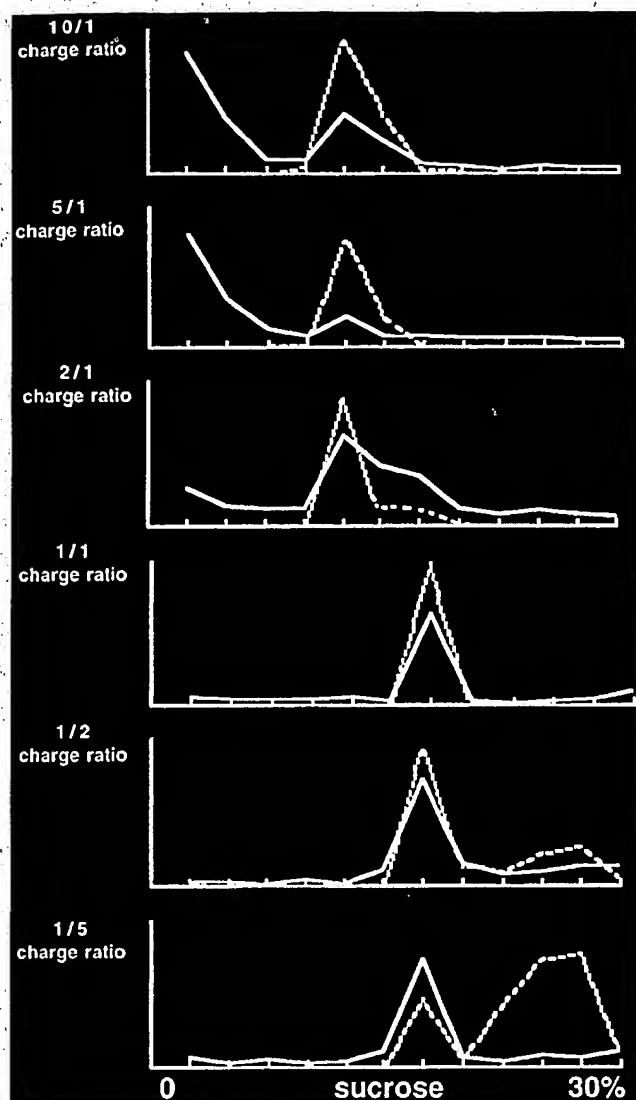 10/1
charge ratio
5/1
charge ratio
2/1
charge ratio
1/1
charge ratio
1/2
charge ratio
1/5
charge ratio
0 sucrose 30%